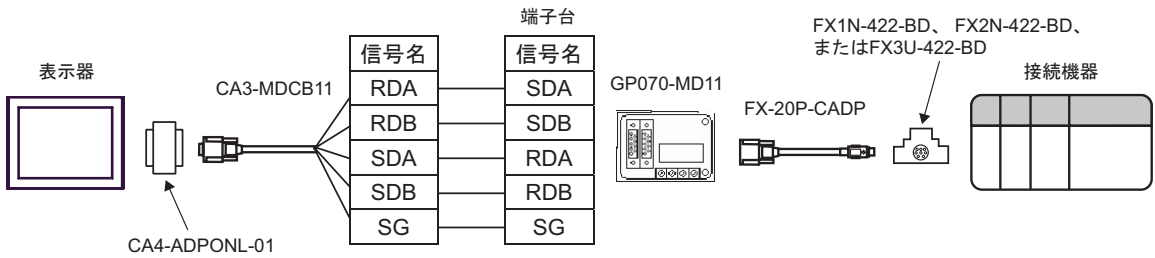 表示器
CA4-ADPONL-01
CA3-MDCB11
信号名
RDA
RDB
SDA
SDB
SG
端子台
信号名
SDA
SDB
RDA
RDB
SG
GP070-MD11
FX-20P-CADP
FX1N-422-BD、 FX2N-422-BD、
またはFX3U-422-BD
接続機器